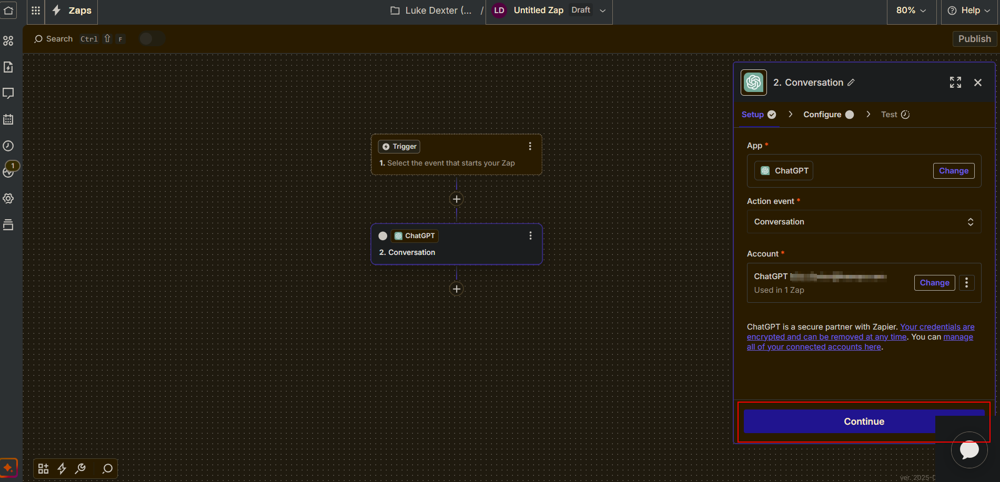 Zaps
Luke Dexter (... / LD Untitled Zap Draft
80%
Help
Search Ctrl ⇧ F
Publish
1
Trigger
1. Select the event that starts your Zap
ChatGPT
2. Conversation
2. Conversation
Setup
Configure
Test
App *
ChatGPT
Change
Action event *
Conversation
Account *
ChatGPT
Used in 1 Zap
Change
ChatGPT is a secure partner with Zapier. Your credentials are
encrypted and can be removed at any time. You can manage
all of your connected accounts here.
Continue
ver.